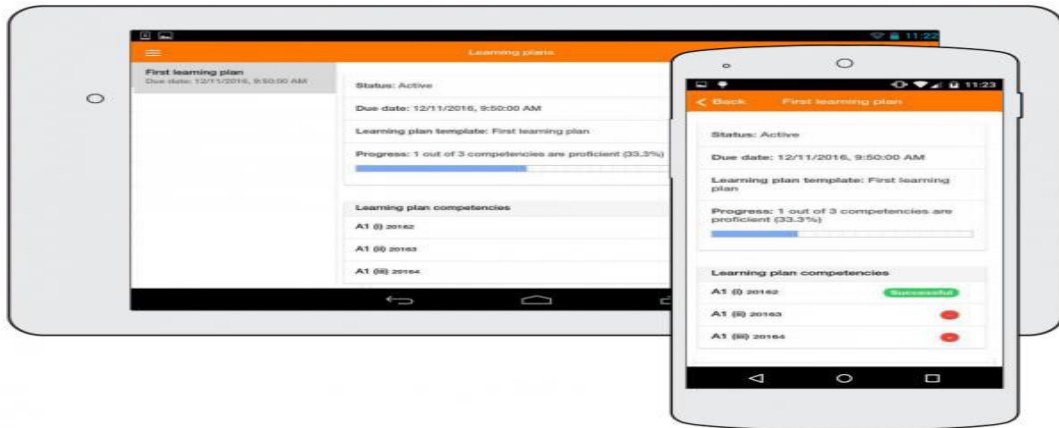 11:22
Learning plans
First learning plan
Due date: 12/11/2016, 9:50:00 AM
Status: Active
Due date: 12/11/2016, 9:50:00 AM
Learning plan template: First learning plan
Progress: 1 out of 3 competencies are proficient (33.3%)
Learning plan competencies
A1 (i) 20162
A1 (ii) 20163
A1 (iii) 20164
11:23
Back First learning plan
Status: Active
Due date: 12/11/2016, 9:50:00 AM
Learning plan template: First learning
plan
Progress: 1 out of 3 competencies are
proficient (33.3%)
Learning plan competencies
A1 (i) 20162 Successful
A1 (ii) 20163
A1 (iii) 20164